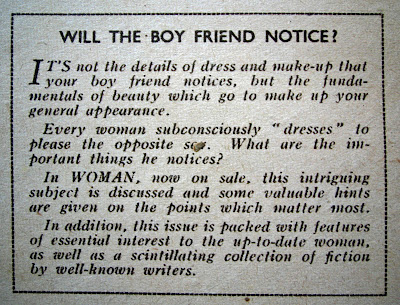 WILL THE BOY FRIEND NOTICE?
IT'S not the details of dress and make-up that
your boy friend notices, but the funda-
mentals of beauty which go to make up your
general appearance.
Every woman subconsciously "dresses" to
please the opposite sex. What are the im-
portant things he notices?
In WOMAN, now on sale, this intriguing
subject is discussed and some valuable hints
are given on the points which matter most.
In addition, this issue is packed with features
of essential interest to the up-to-date woman,
as well as a scintillating collection of fiction
by well-known writers.